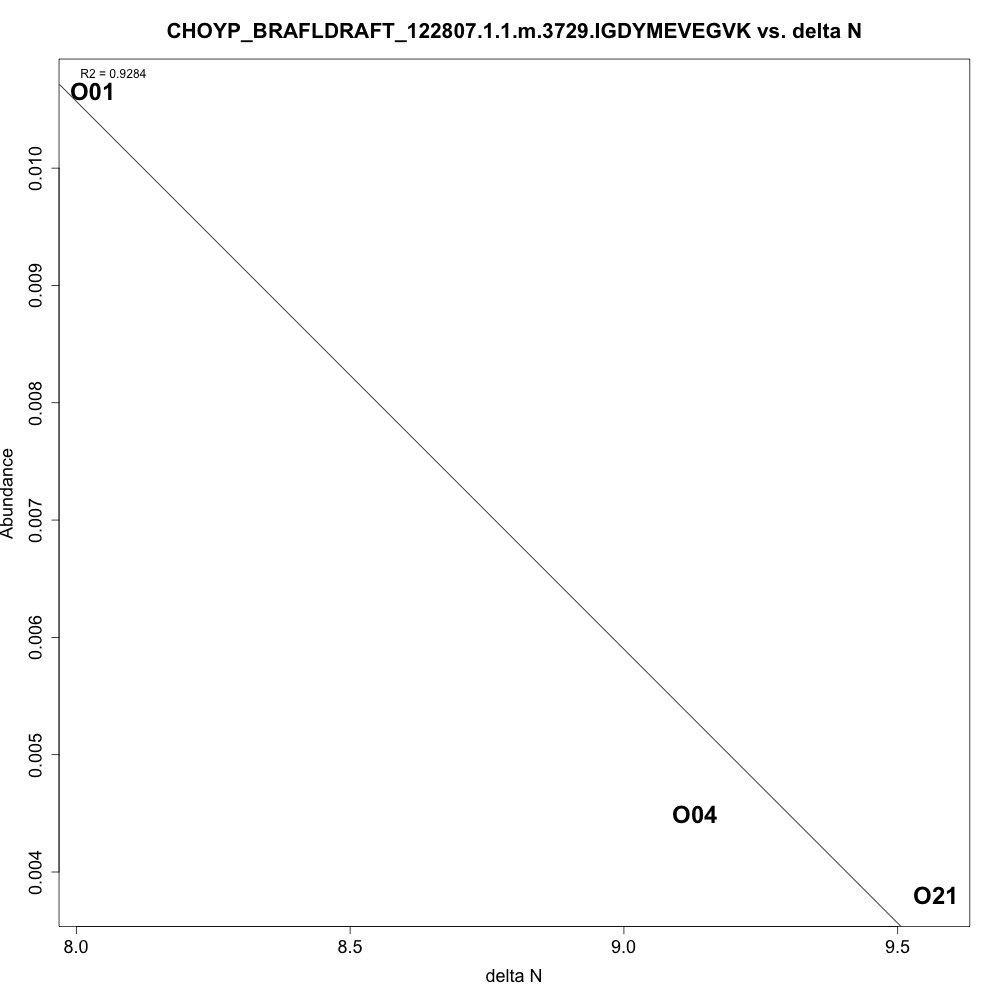 CHOYP_BRAFLDRAFT_122807.1.1.m.3729.IGDYMEVEGVK vs. delta N
R2 = 0.9284
O01
0.010
0.009
0.008
0.007
0.006
0.005
0.004
Abundance
O04
O21
8.0 8.5 9.0 9.5
delta N